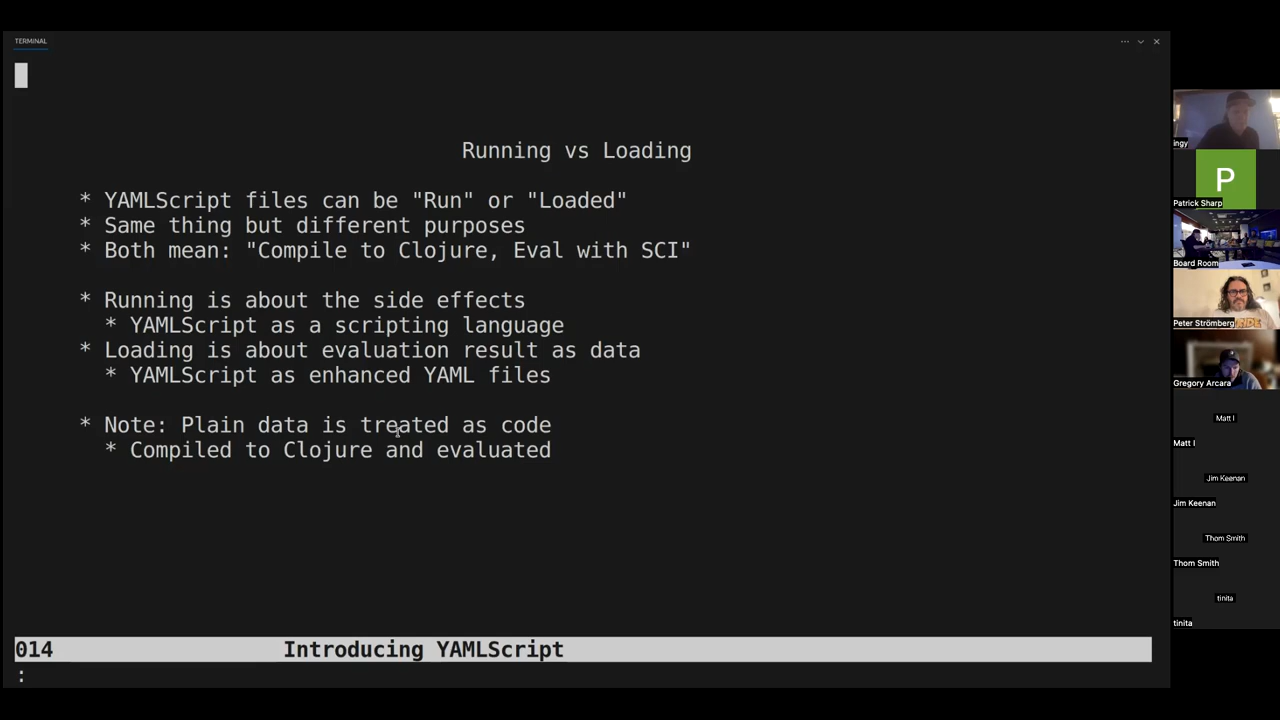 TERMINAL
Running vs Loading
* YAMLScript files can be "Run" or "Loaded"
* Same thing but different purposes
* Both mean: "Compile to Clojure, Eval with SCI"
* Running is about the side effects
* YAMLScript as a scripting language
* Loading is about evaluation result as data
* YAMLScript as enhanced YAML files
* Note: Plain data is treated as code
* Compiled to Clojure and evaluated
014 Introducing YAMLScript
:
ingy
P
Patrick Sharp
Board Room
Peter Strömberg
Gregory Arcara
Matt I
Matt I
Jim Keenan
Jim Keenan
Thom Smith
Thom Smith
tinita
tinita